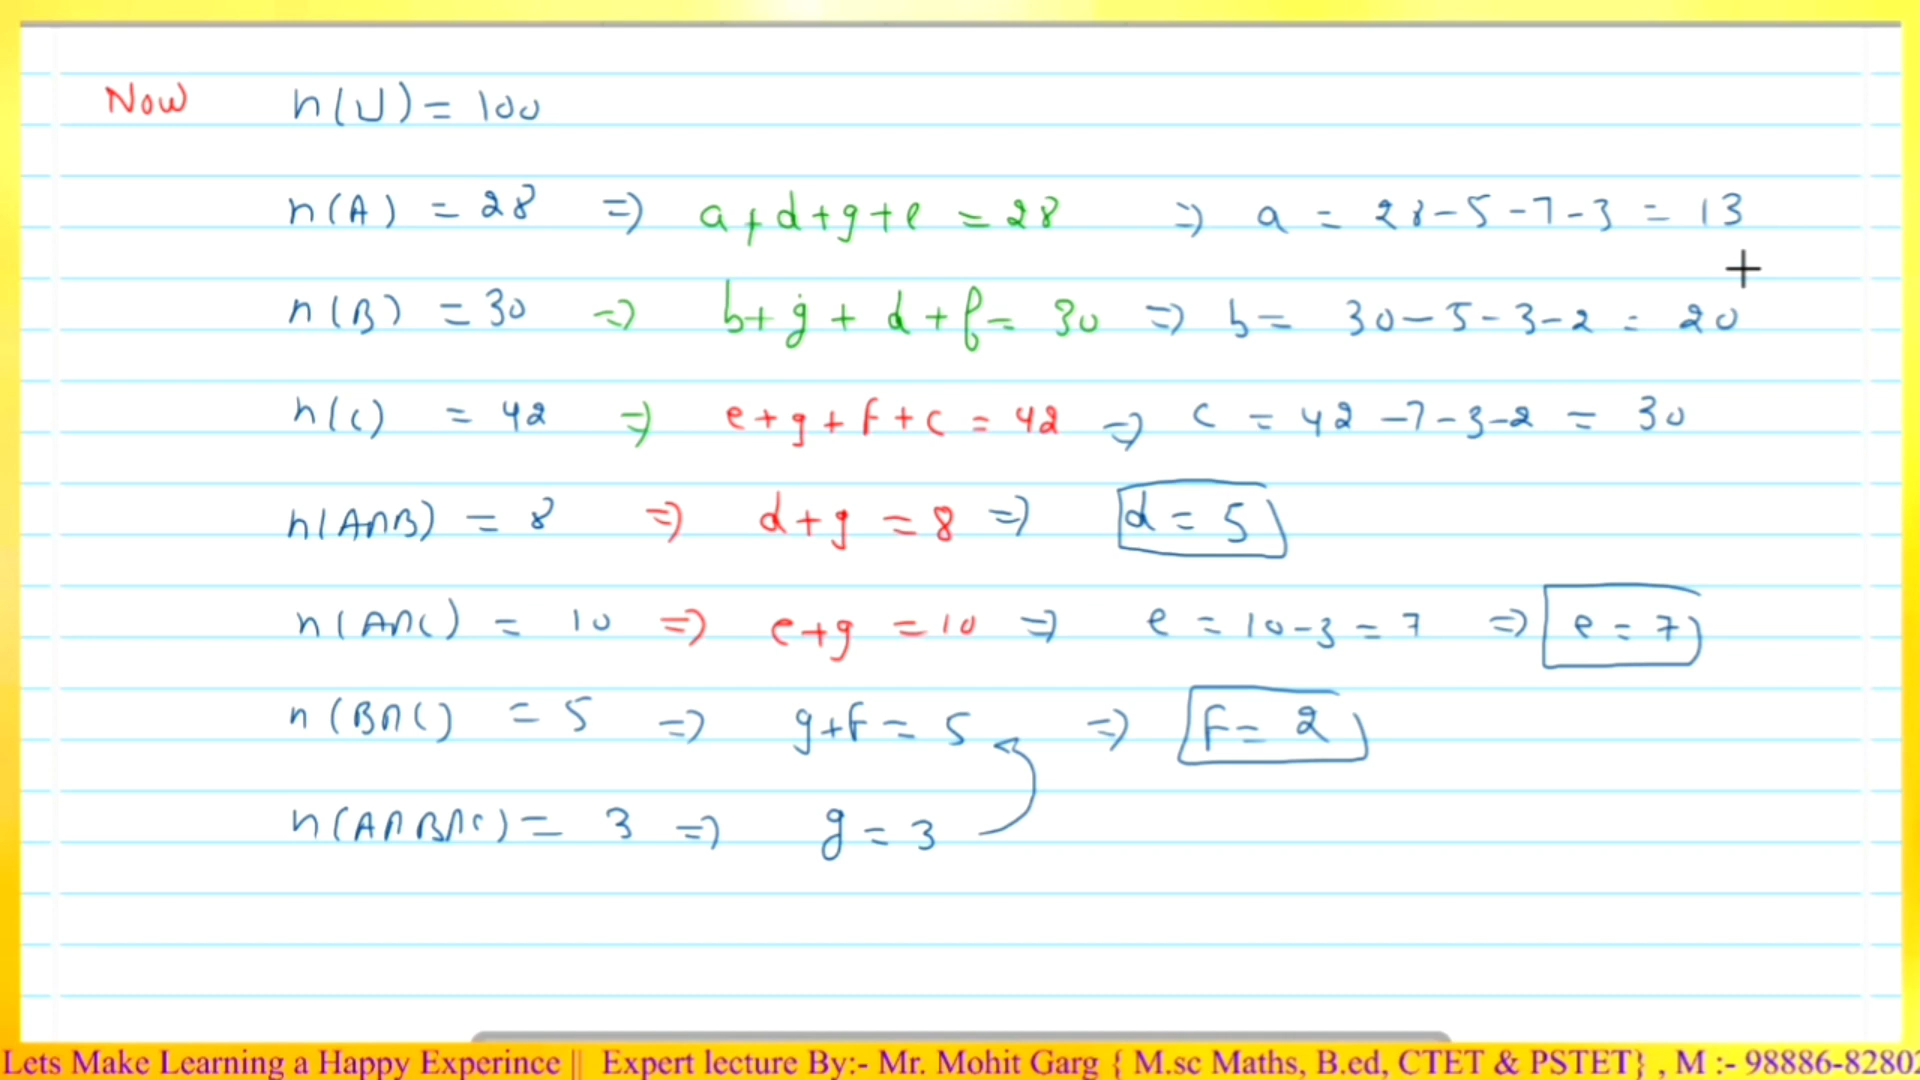 Now n(U) = 100
n(A) = 28 => a+d+g+e = 28 => a = 28-5-7-3 = 13
n(B) = 30 => b+g+d+f = 30 => b = 30-5-3-2 = 20
n(C) = 42 => e+g+f+c = 42 => c = 42-7-3-2 = 30
n(A∩B) = 8 => d+g = 8 => d = 5
n(A∩C) = 10 => e+g = 10 => e = 10-3 = 7 => e = 7
n(B∩C) = 5 => g+f = 5 => f = 2
n(A∩B∩C) = 3 => g = 3
Lets Make Learning a Happy Experince || Expert lecture By:- Mr. Mohit Garg { M.sc Maths, B.ed, CTET & PSTET} , M :- 98886-8280